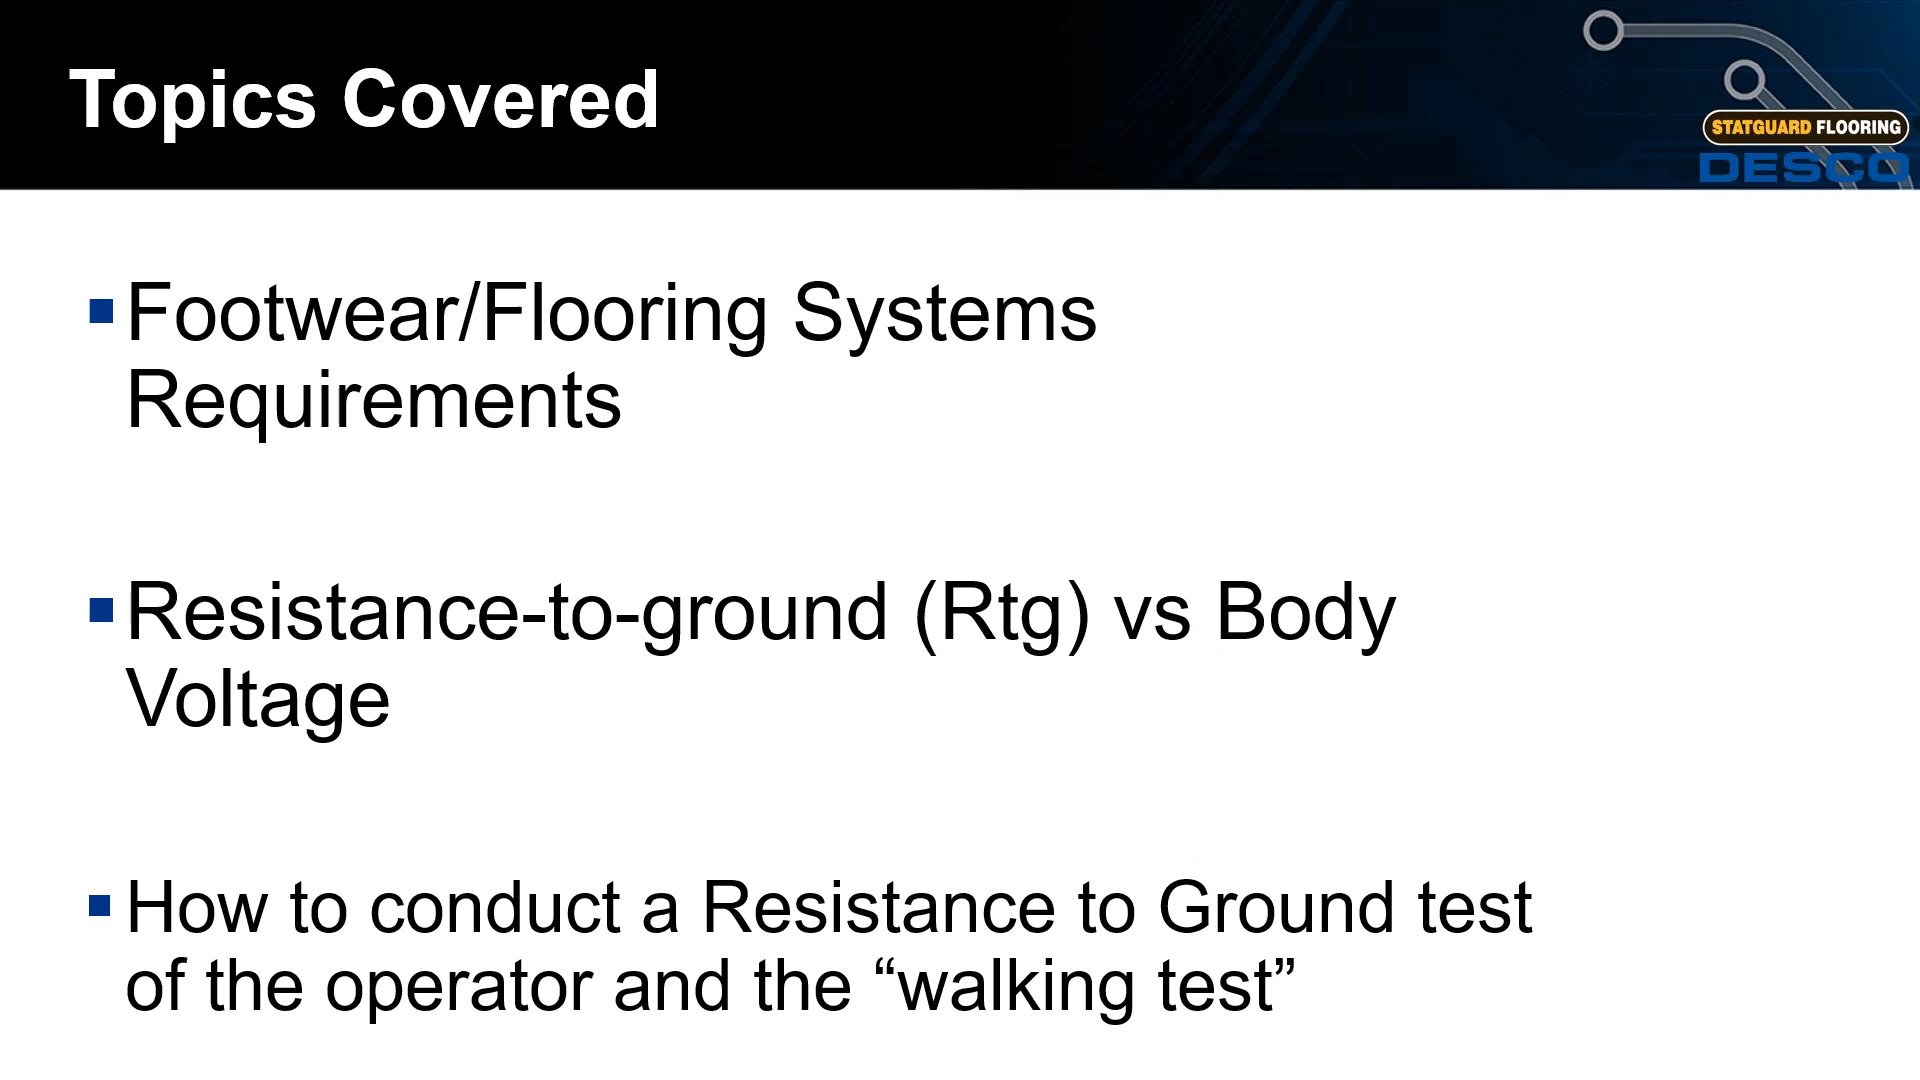 Topics Covered
STATGUARD FLOORING
DESCO
▪Footwear/Flooring Systems
Requirements
▪Resistance-to-ground (Rtg) vs Body
Voltage
▪How to conduct a Resistance to Ground test
of the operator and the “walking test”